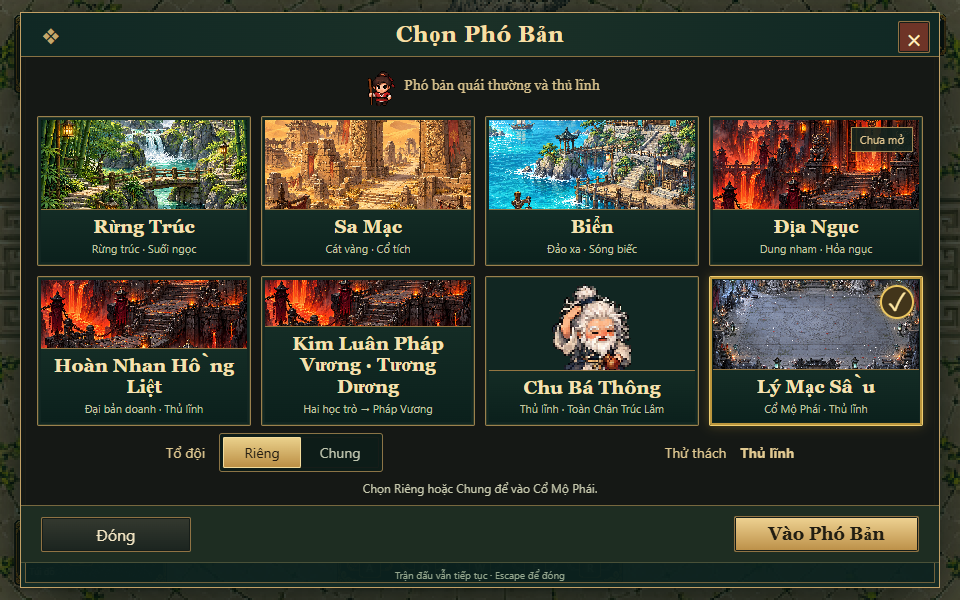 Chọn Phó Bản
Phó bản quái thường và thủ lĩnh
Chưa mở
Rừng Trúc
Rừng trúc · Suối ngọc
Sa Mạc
Cát vàng · Cổ tích
Biển
Đảo xa · Sóng biếc
Địa Ngục
Dung nham · Hỏa ngục
Hoàn Nhan Hồng
Liệt
Đại bản doanh · Thủ lĩnh
Kim Luân Pháp
Vương · Tương
Dương
Hai học trò → Pháp Vương
Chu Bá Thông
Thủ lĩnh · Toàn Chân Trúc Lâm
Lý Mạc Sầu
Cổ Mộ Phái · Thủ lĩnh
Tổ đội
Riêng
Chung
Thử thách
Thủ lĩnh
Chọn Riêng hoặc Chung để vào Cổ Mộ Phái.
Đóng
Vào Phó Bản
Trận đấu vẫn tiếp tục · Escape để đóng